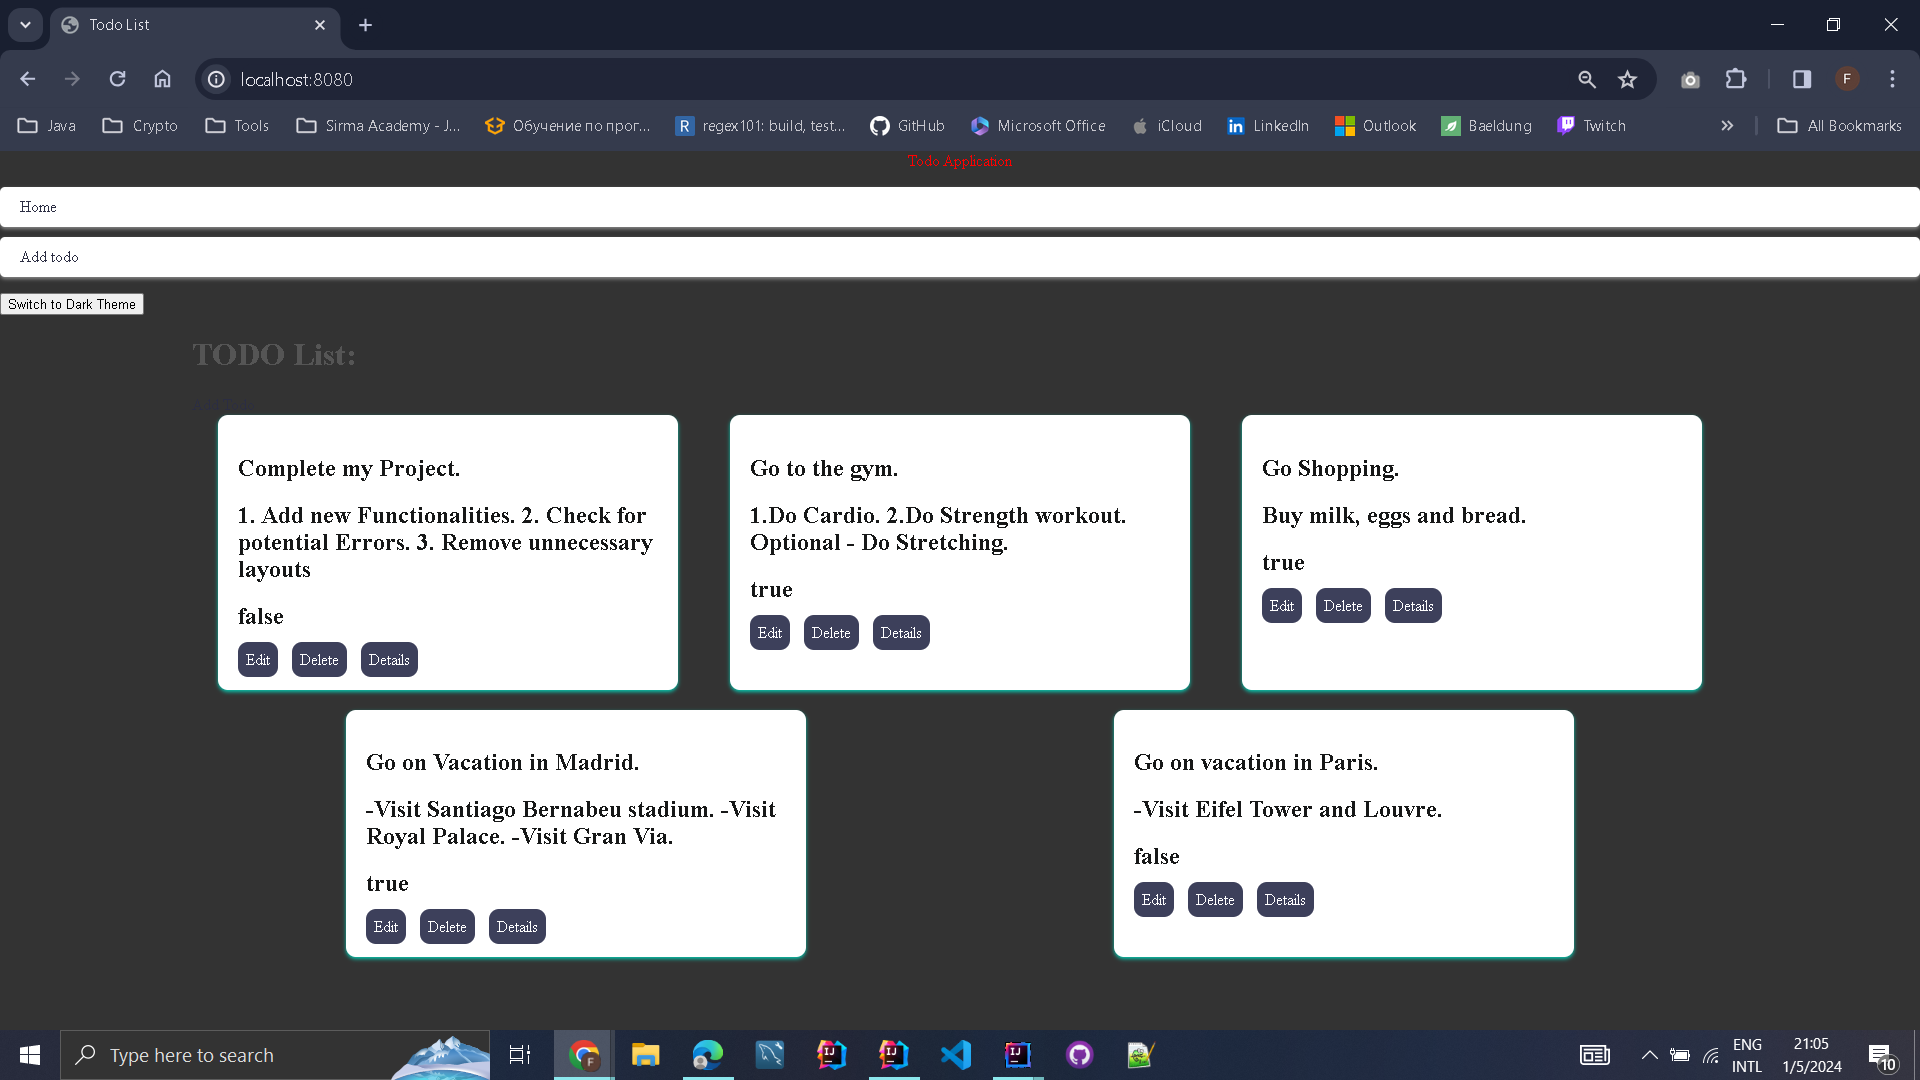 Todo List
localhost:8080
F
Java
Crypto
Tools
Sirma Academy - J...
Обучение по прог...
R
regex101: build, test...
GitHub
Microsoft Office
iCloud
LinkedIn
Outlook
Baeldung
Twitch
All Bookmarks
Todo Application
Home
Add todo
Switch to Dark Theme
TODO List:
Complete my Project.
1. Add new Functionalities. 2. Check for
potential Errors. 3. Remove unnecessary
layouts
false
Edit Delete Details
Go to the gym.
1.Do Cardio. 2.Do Strength workout.
Optional - Do Stretching.
true
Edit Delete Details
Go Shopping.
Buy milk, eggs and bread.
true
Edit Delete Details
Go on Vacation in Madrid.
-Visit Santiago Bernabeu stadium. -Visit
Royal Palace. -Visit Gran Via.
true
Edit Delete Details
Go on vacation in Paris.
-Visit Eifel Tower and Louvre.
false
Edit Delete Details
Type here to search
ENG
INTL
21:05
1/5/2024
10